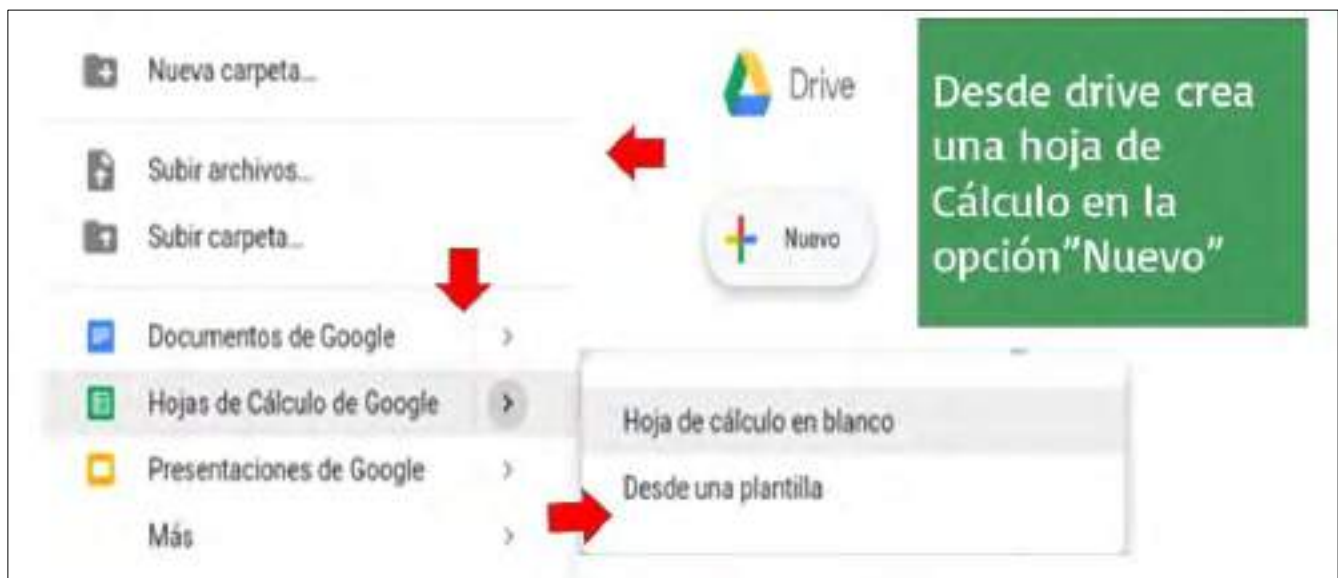 Nueva carpeta...
Subir archivos...
Subir carpeta...
Documentos de Google
Hojas de Cálculo de Google
Presentaciones de Google
Más
Drive
Nuevo
Desde drive crea
una hoja de
Cálculo en la
opción"Nuevo"
Hoja de cálculo en blanco
Desde una plantilla